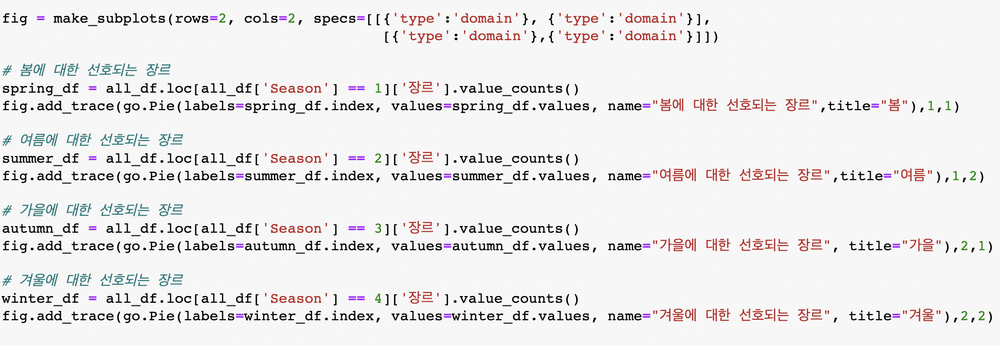 fig = make_subplots(rows=2, cols=2, specs=[[{'type':'domain'}, {'type':'domain'}],
[{'type':'domain'},{'type':'domain'}]])
# 봄에 대한 선호되는 장르
spring_df = all_df.loc[all_df['Season'] == 1]['장르'].value_counts()
fig.add_trace(go.Pie(labels=spring_df.index, values=spring_df.values, name="봄에 대한 선호되는 장르",title="봄"),1,1)
# 여름에 대한 선호되는 장르
summer_df = all_df.loc[all_df['Season'] == 2]['장르'].value_counts()
fig.add_trace(go.Pie(labels=summer_df.index, values=summer_df.values, name="여름에 대한 선호되는 장르",title="여름"),1,2)
# 가을에 대한 선호되는 장르
autumn_df = all_df.loc[all_df['Season'] == 3]['장르'].value_counts()
fig.add_trace(go.Pie(labels=autumn_df.index, values=autumn_df.values, name="가을에 대한 선호되는 장르", title="가을"),2,1)
# 겨울에 대한 선호되는 장르
winter_df = all_df.loc[all_df['Season'] == 4]['장르'].value_counts()
fig.add_trace(go.Pie(labels=winter_df.index, values=winter_df.values, name="겨울에 대한 선호되는 장르", title="겨울"),2,2)